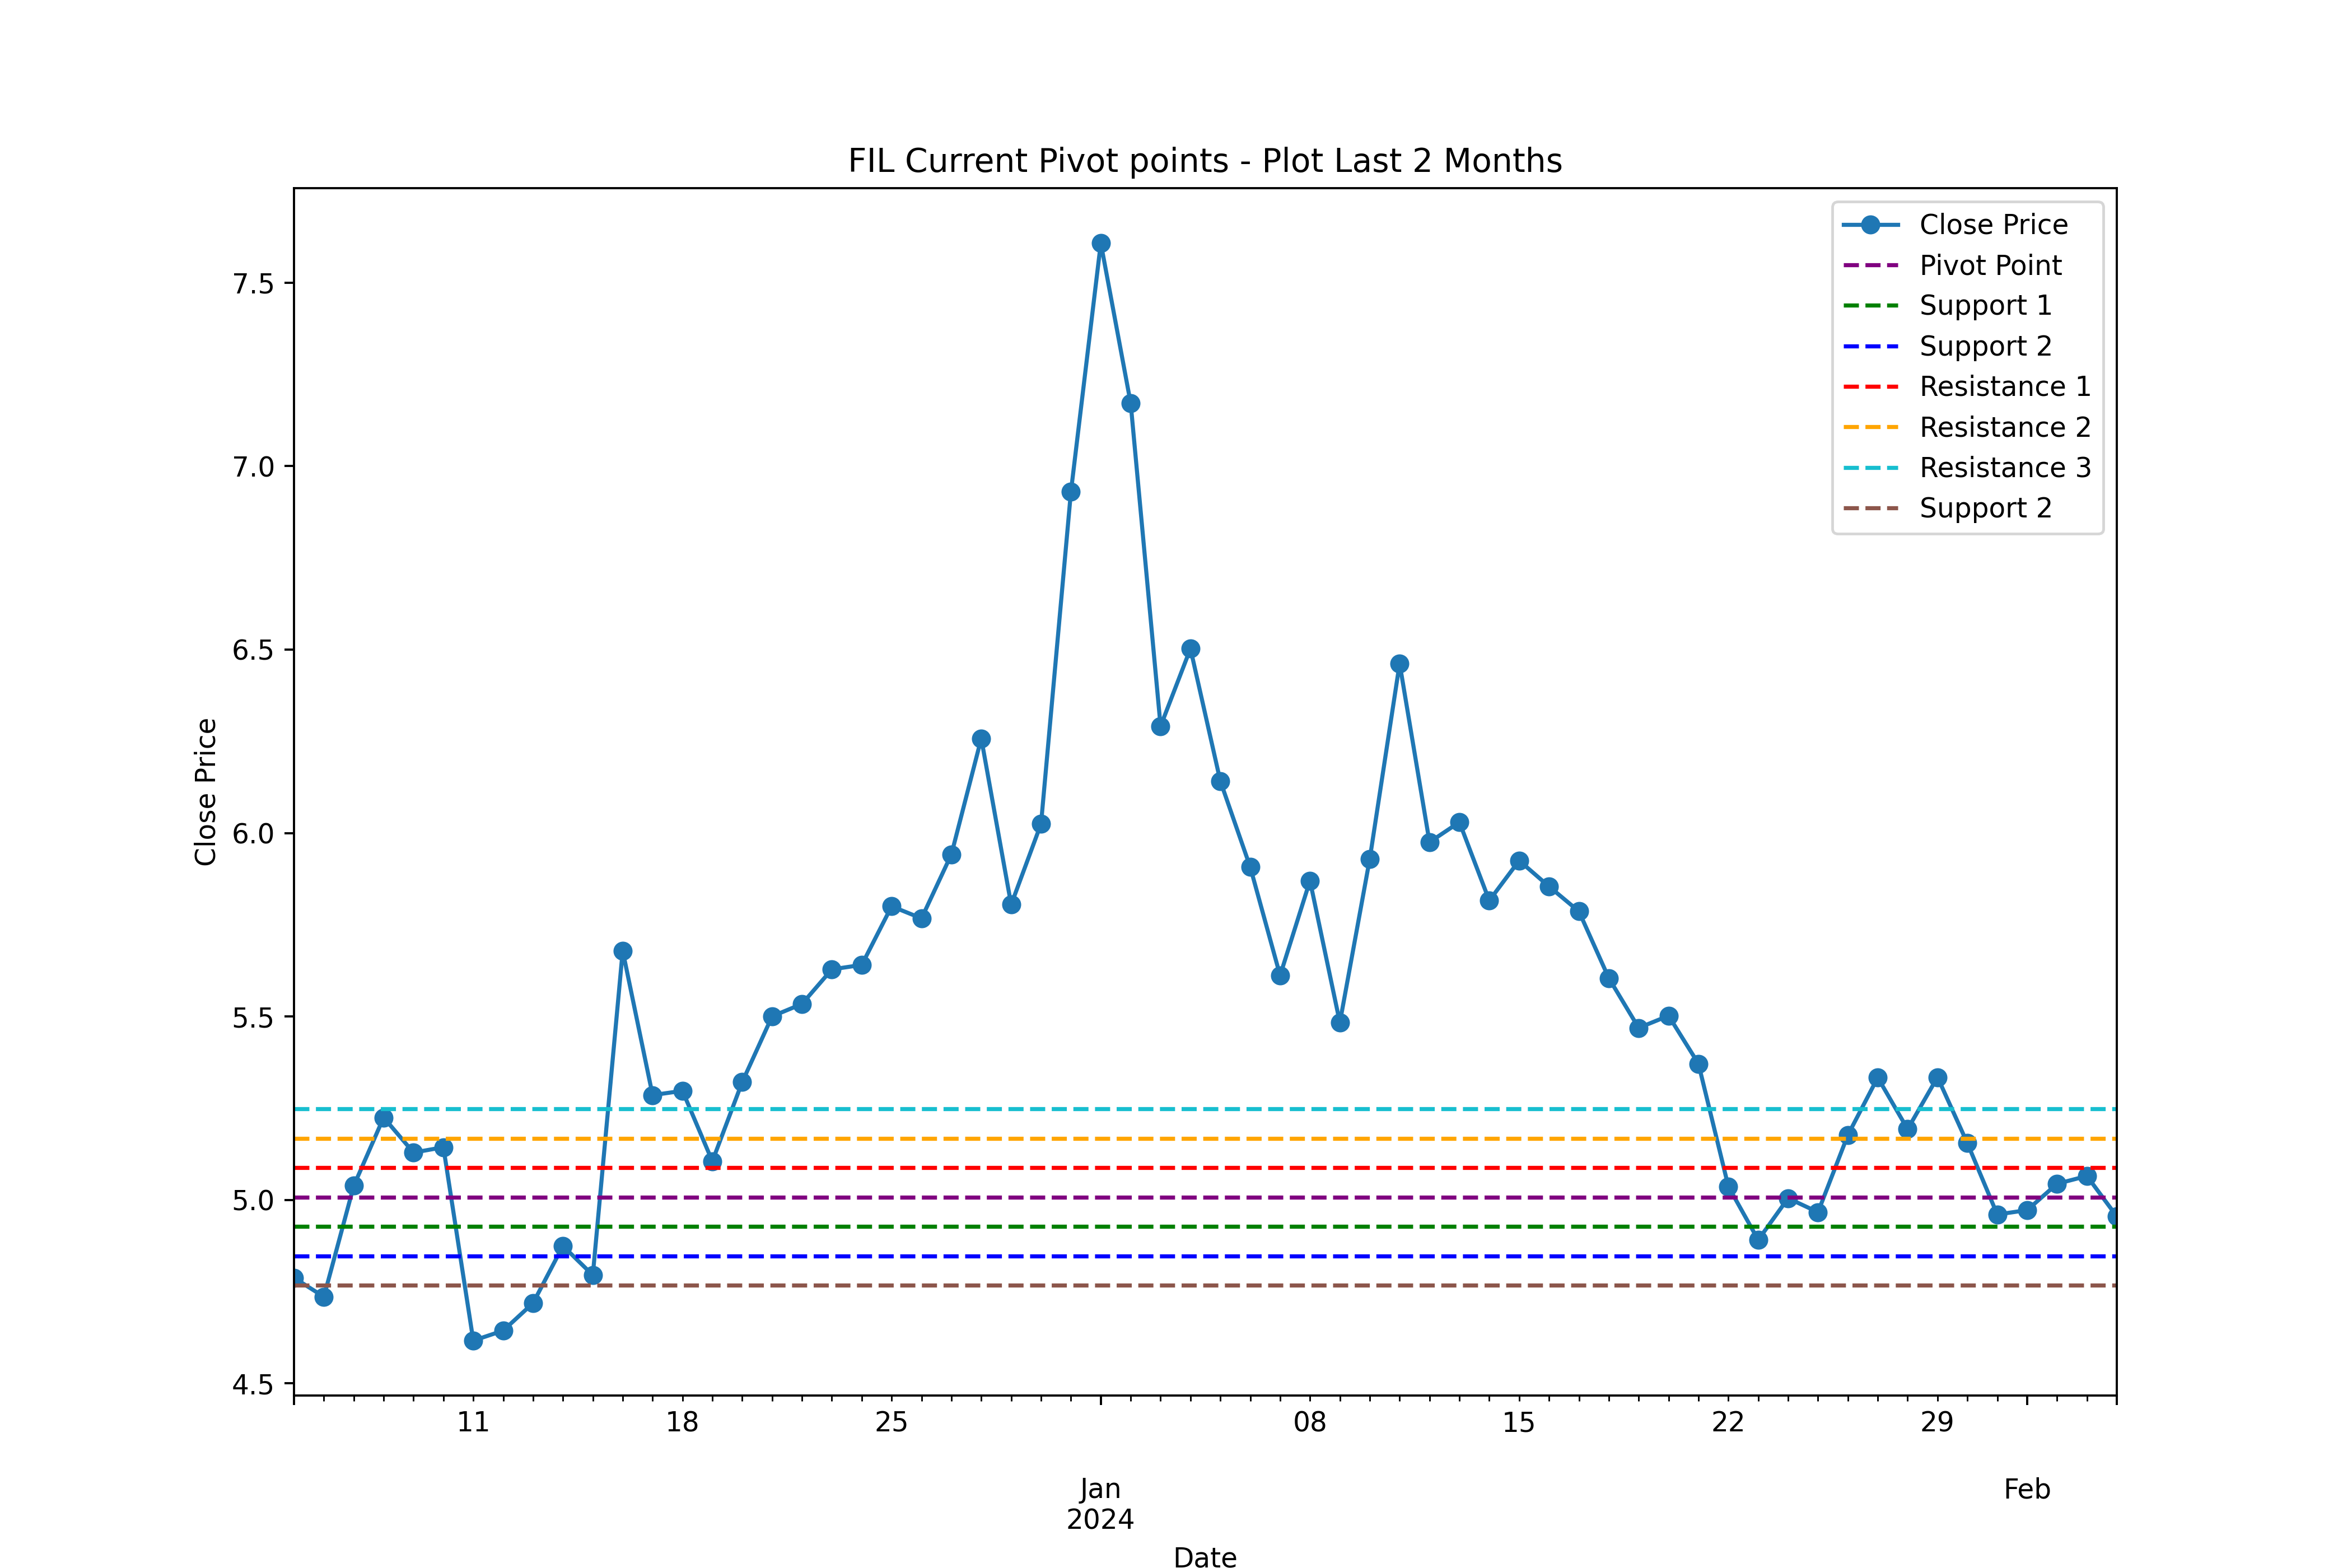 FIL Current Pivot points - Plot Last 2 Months
Close Price
Pivot Point
Support 1
Support 2
Resistance 1
Resistance 2
Resistance 3
Support 2
7.5
7.0
6.5
6.0
5.5
5.0
4.5
Close Price
11
18
25
08
15
22
29
Jan
2024
Feb
Date